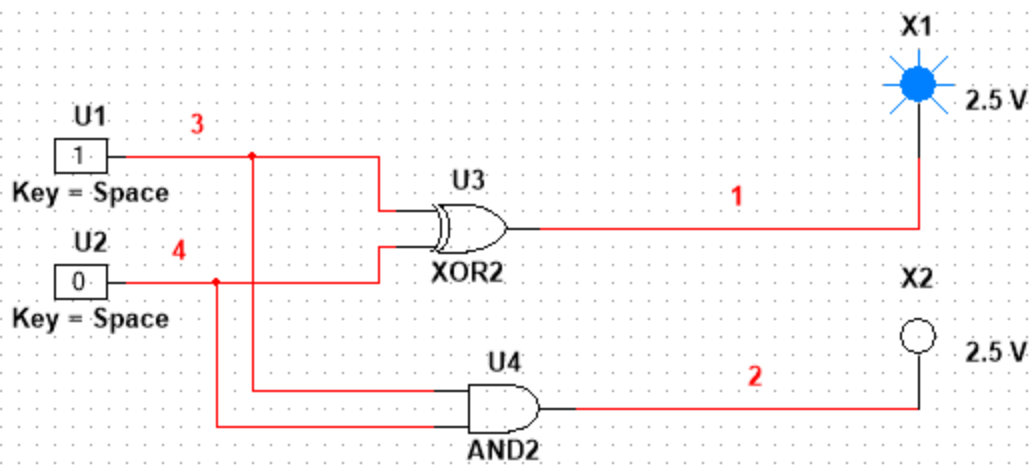 X1
2.5 V
U1
3
1
Key = Space
U3
1
U2
4
0
XOR2
Key = Space
X2
2.5 V
U4
2
AND2